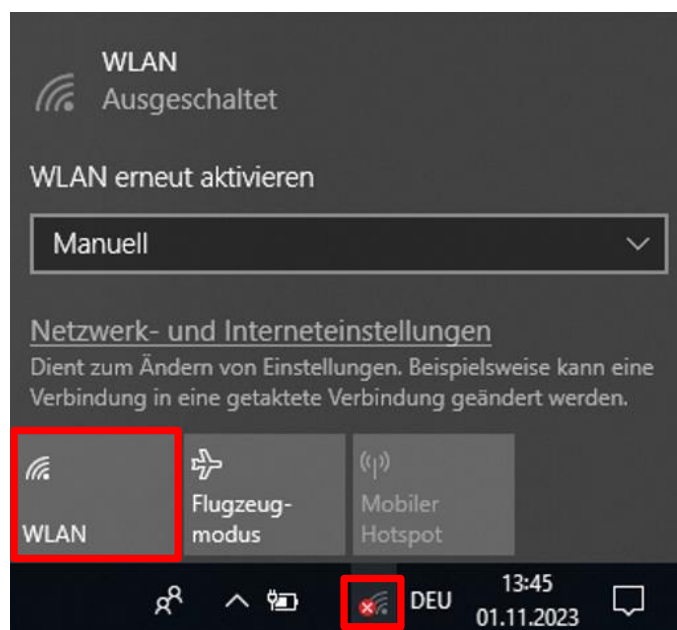 WLAN
Ausgeschaltet
WLAN erneut aktivieren
Manuell
Netzwerk- und Interneteinstellungen
Dient zum Ändern von Einstellungen. Beispielsweise kann eine
Verbindung in eine getaktete Verbindung geändert werden.
WLAN
Flugzeug-
modus
Mobiler
Hotspot
DEU
13:45
01.11.2023